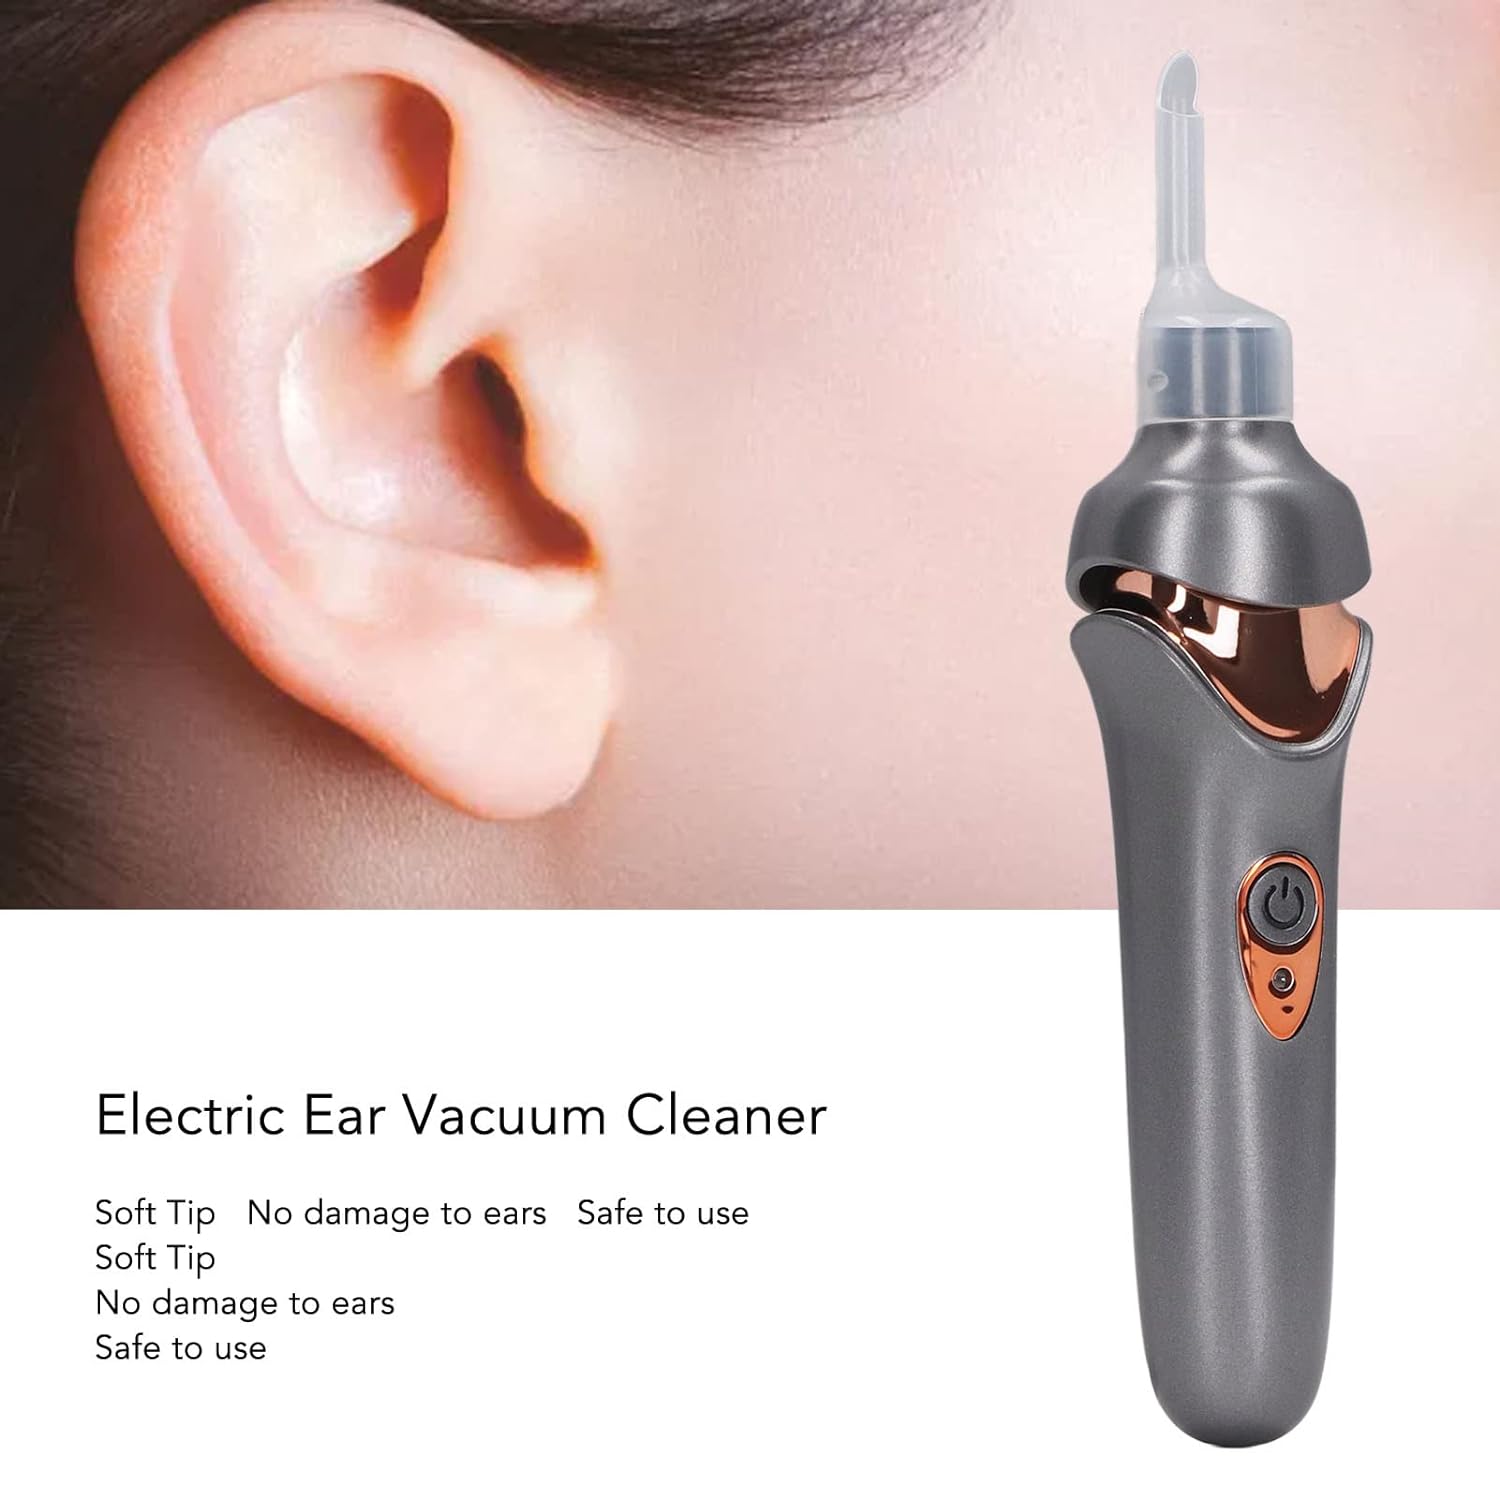 Electric Ear Vacuum Cleaner
Soft Tip No damage to ears Safe to use
Soft Tip
No damage to ears
Safe to use